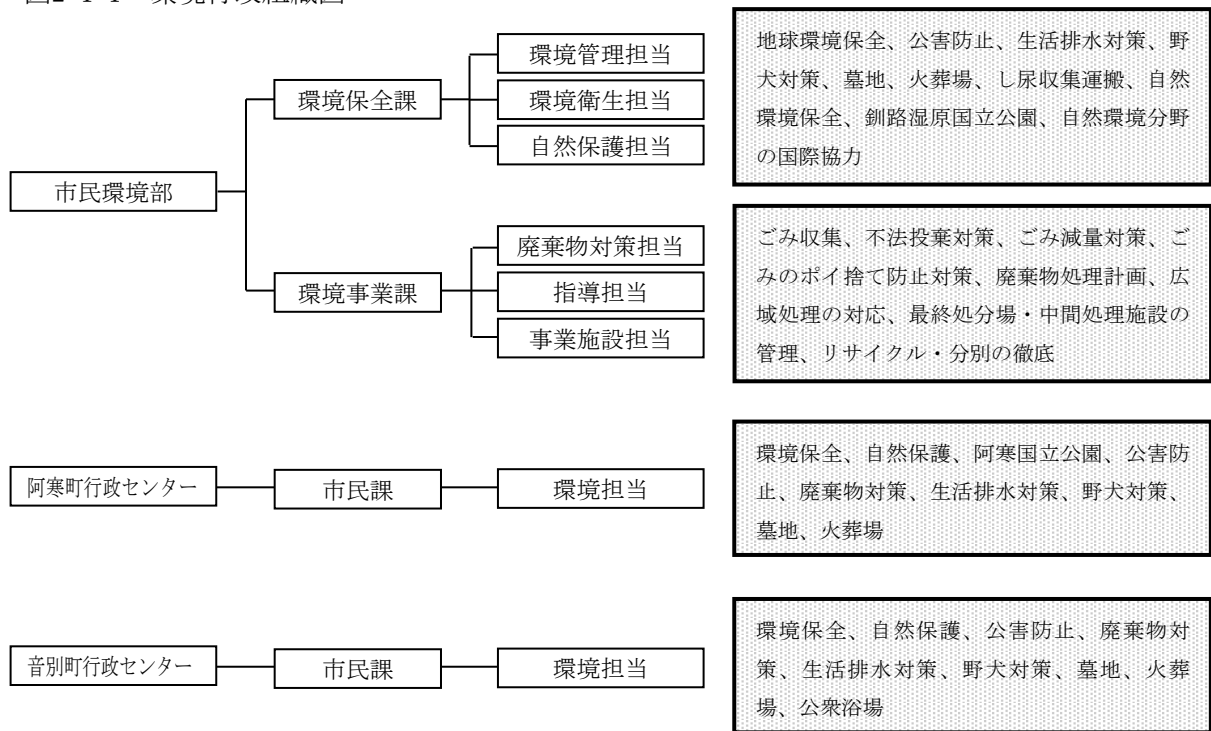 環境管理担当
環境保全課
環境衛生担当
自然保護担当
地球環境保全、公害防止、生活排水対策、野
犬対策、墓地、火葬場、し尿収集運搬、自然
環境保全、釧路湿原国立公園、自然環境分野
の国際協力
市民環境部
廃棄物対策担当
環境事業課
指導担当
事業施設担当
ごみ収集、不法投棄対策、ごみ減量対策、ご
みのポイ捨て防止対策、廃棄物処理計画、広
域処理の対応、最終処分場・中間処理施設の
管理、リサイクル・分別の徹底
阿寒町行政センター
市民課
環境担当
環境保全、自然保護、阿寒国立公園、公害防
止、廃棄物対策、生活排水対策、野犬対策、
墓地、火葬場
音別町行政センター
市民課
環境担当
環境保全、自然保護、公害防止、廃棄物対
策、生活排水対策、野犬対策、墓地、火葬
場、公衆浴場